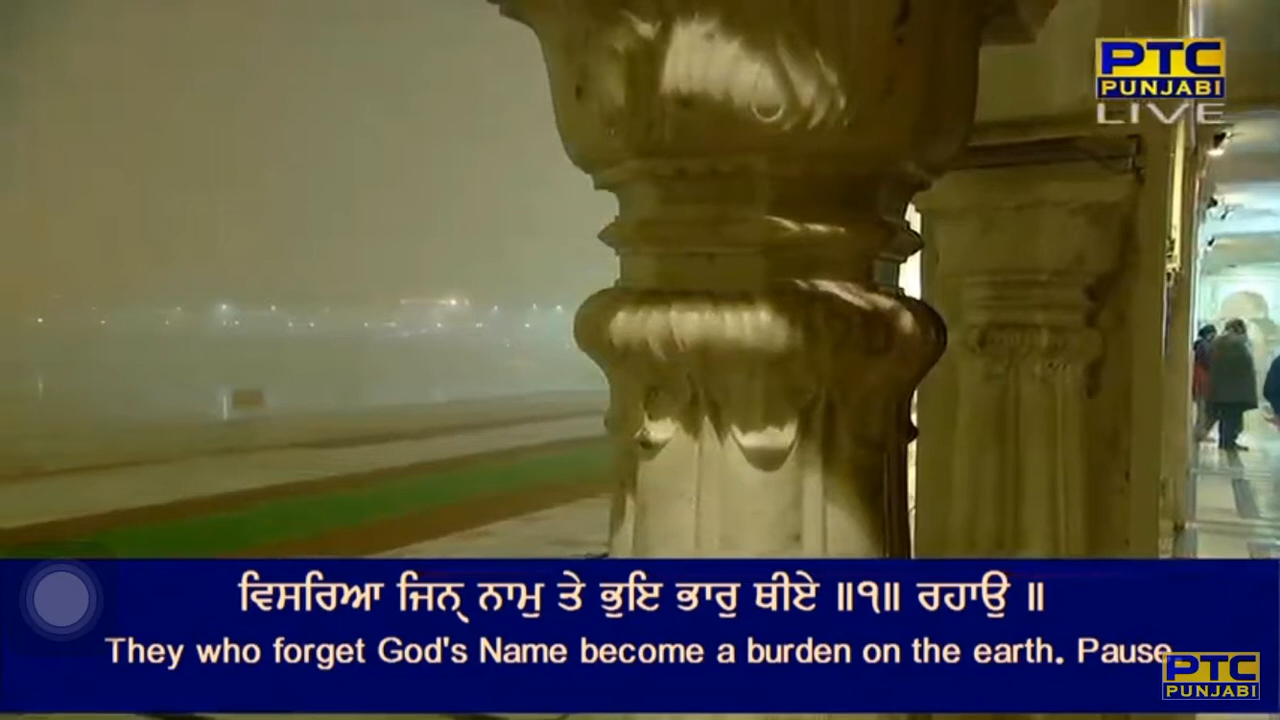 PTC
PUNJABI
LIVE
ਵਿਸਰਿਆ ਜਿਨ੍ ਨਾਮੁ ਤੇ ਭੁਇ ਭਾਰੁ ਥੀਏ ॥੧॥ ਰਹਾਉ ॥
They who forget God's Name become a burden on the earth. Pause
PTC
PUNJABI